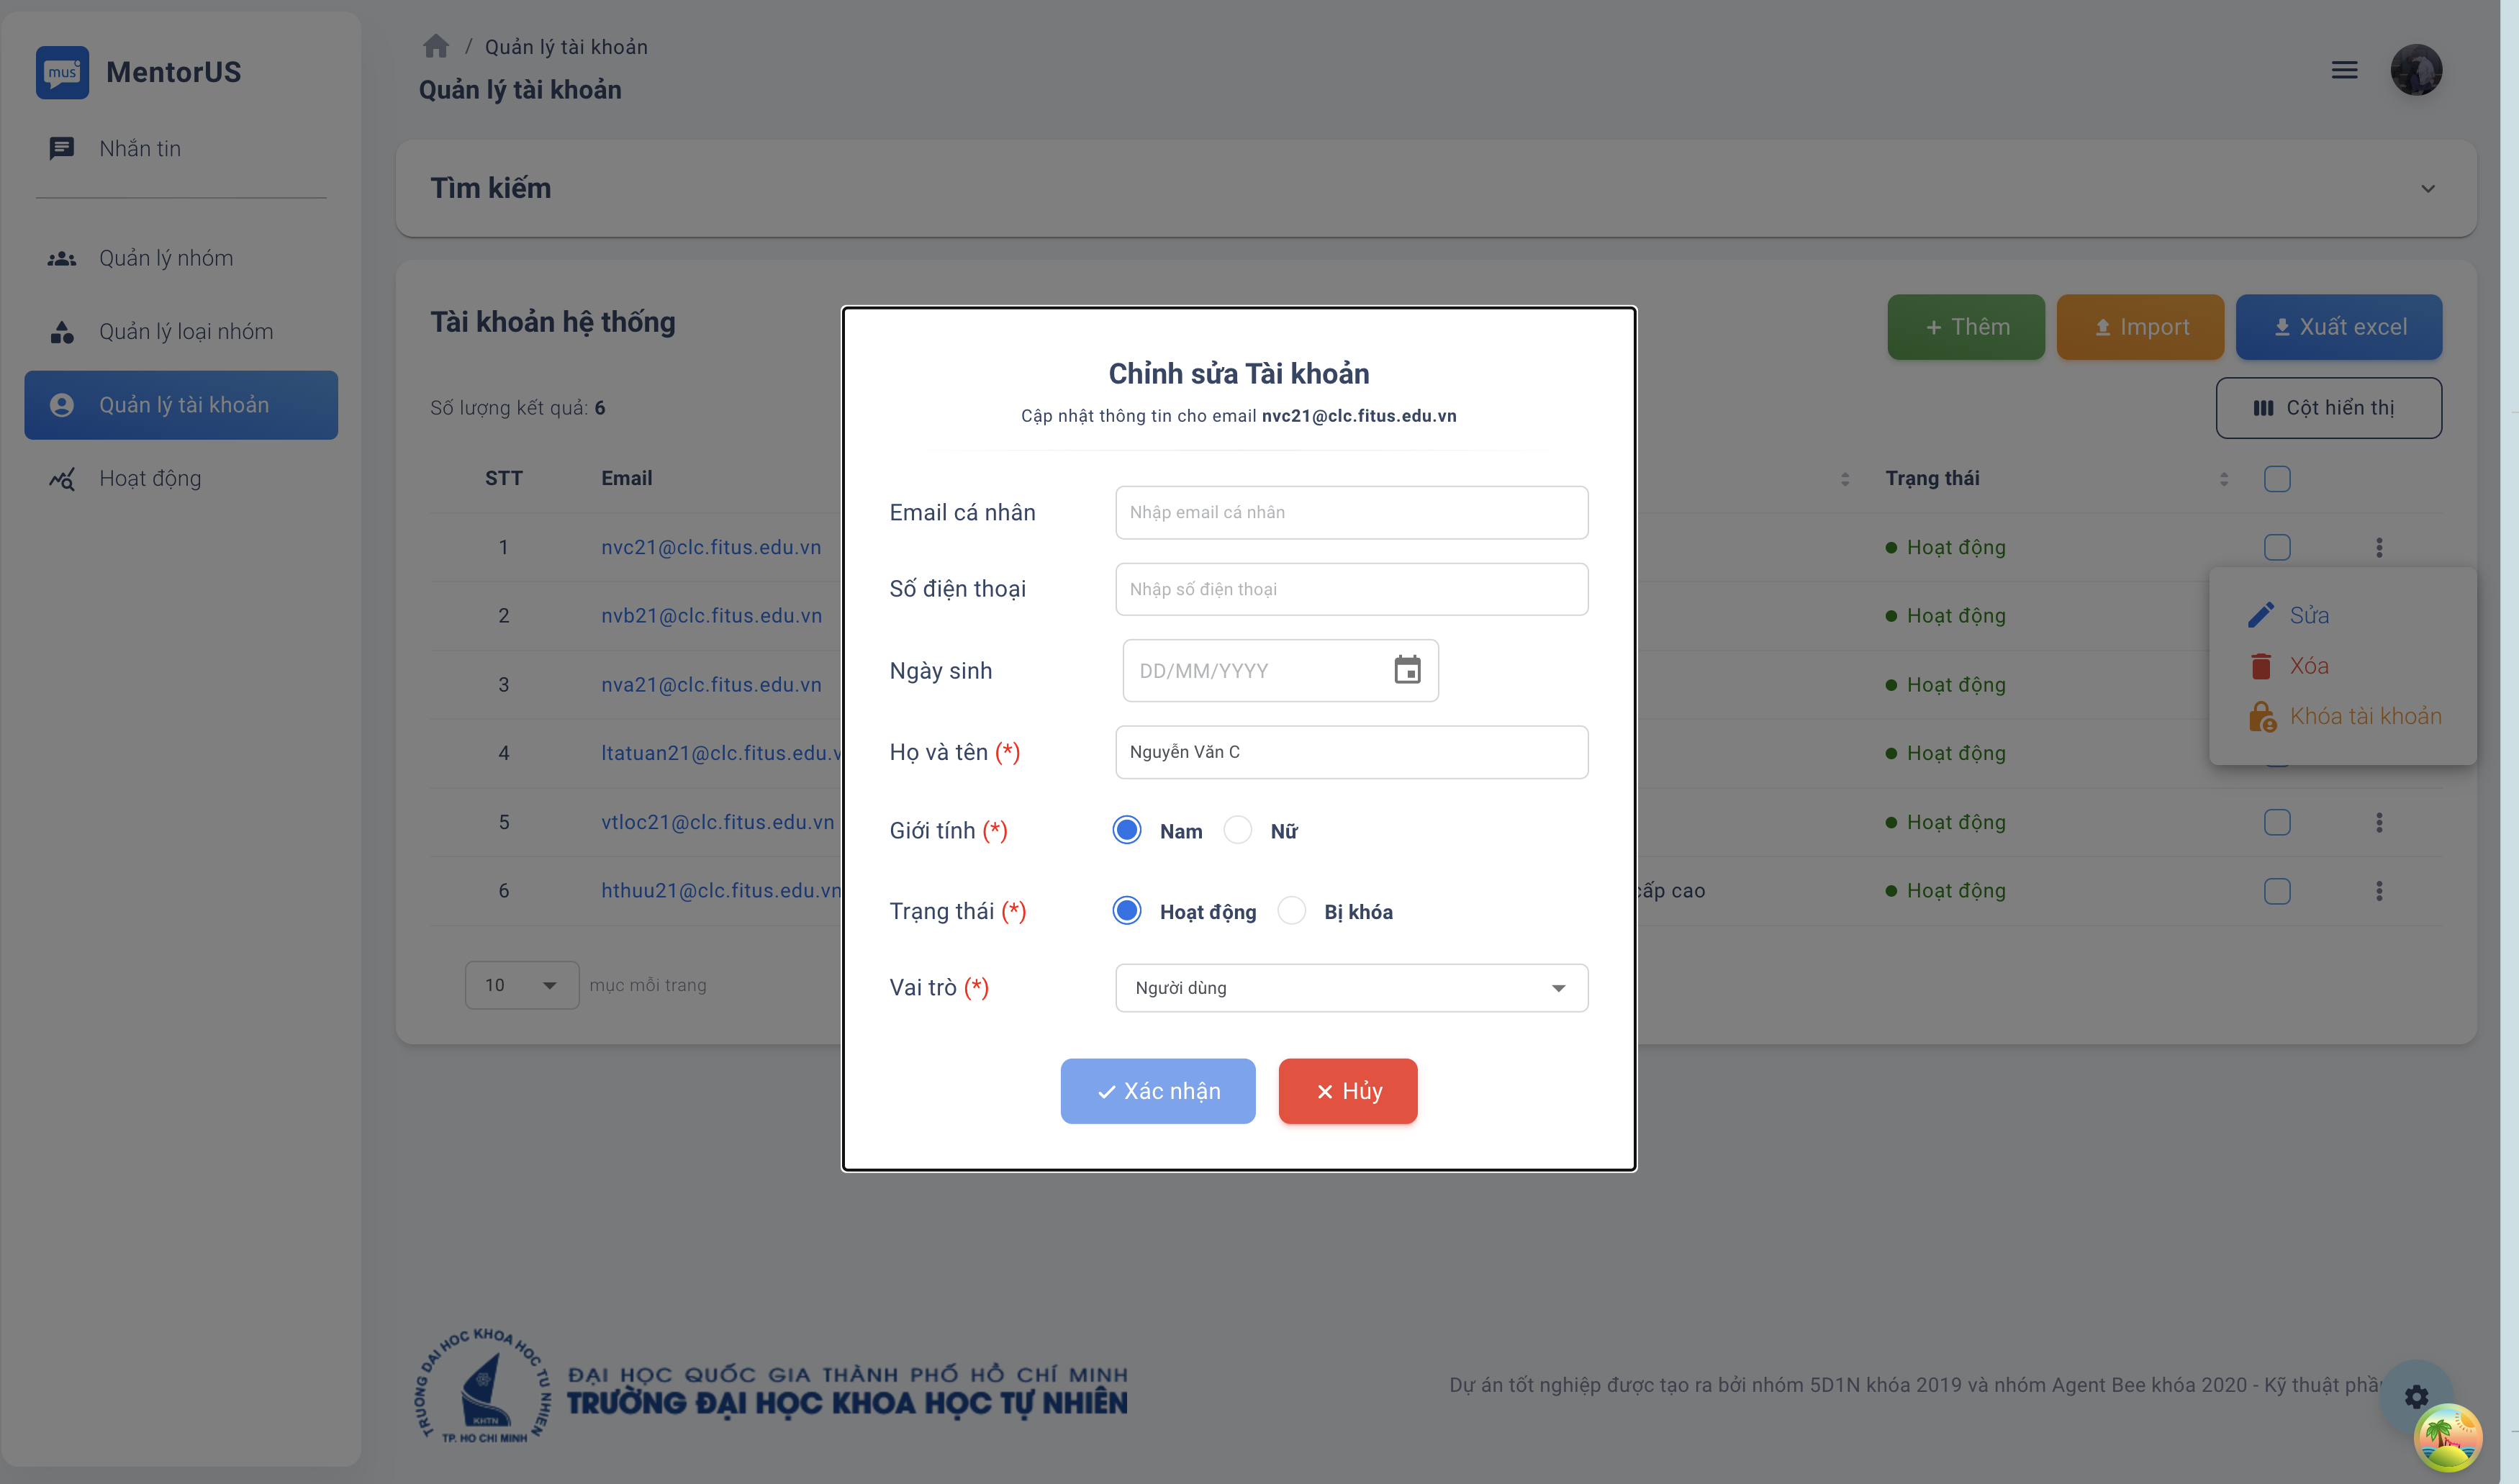 mus
MentorUS
Nhắn tin
Quản lý nhóm
Quản lý loại nhóm
Quản lý tài khoản
Hoạt động
/ Quản lý tài khoản
Quản lý tài khoản
Tìm kiếm
Tài khoản hệ thống
+ Thêm
Import
Xuất excel
Số lượng kết quả: 6
Cột hiển thị
STT Email Trạng thái
1 nvc21@clc.fitus.edu.vn Hoạt động
2 nvb21@clc.fitus.edu.vn Hoạt động
3 nva21@clc.fitus.edu.vn Hoạt động
4 ltatuan21@clc.fitus.edu.v Hoạt động
5 vtloc21@clc.fitus.edu.vn Hoạt động
6 hthuu21@clc.fitus.edu.vn cấp cao Hoạt động
Sửa
Xóa
Khóa tài khoản
10 mục mỗi trang
Chỉnh sửa Tài khoản
Cập nhật thông tin cho email nvc21@clc.fitus.edu.vn
Email cá nhân Nhập email cá nhân
Số điện thoại Nhập số điện thoại
Ngày sinh DD/MM/YYYY
Họ và tên (*) Nguyễn Văn C
Giới tính (*) Nam Nữ
Trạng thái (*) Hoạt động Bị khóa
Vai trò (*) Người dùng
Xác nhận
Hủy
TRƯỜNG ĐẠI HỌC KHOA HỌC TỰ NHIÊN
KHTN
TP. HO CHI MINH
ĐẠI HỌC QUỐC GIA THÀNH PHỐ HỒ CHÍ MINH
TRƯỜNG ĐẠI HỌC KHOA HỌC TỰ NHIÊN
Dự án tốt nghiệp được tạo ra bởi nhóm 5D1N khóa 2019 và nhóm Agent Bee khóa 2020 - Kỹ thuật phầ